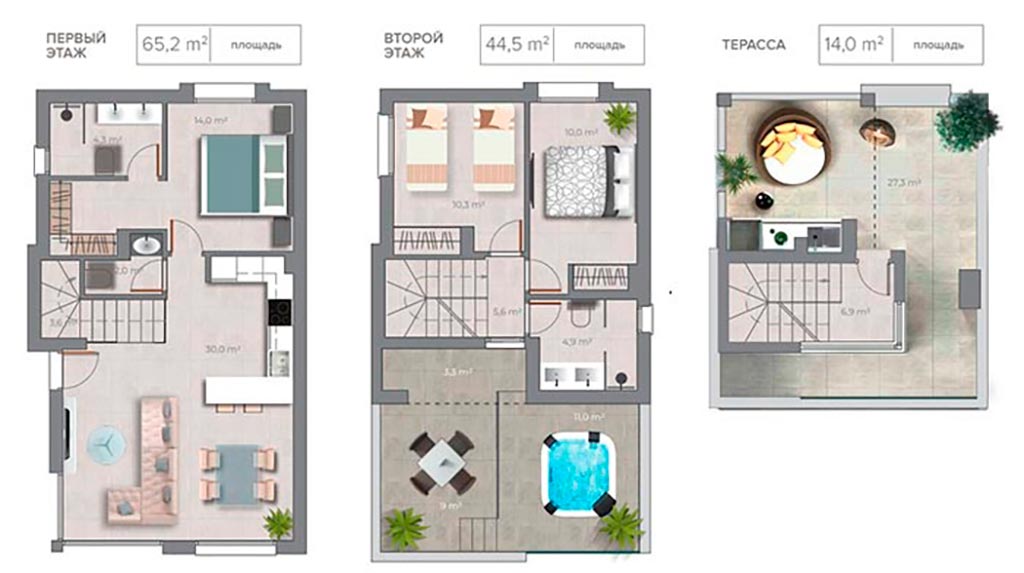 ПЕРВЫЙ
ЭТАЖ
65,2 m² площадь
ВТОРОЙ
ЭТАЖ
44,5 m² площадь
ТЕРАССА
14,0 m² площадь
4,3 m²
14,0 m²
2,0 m²
3,6 m²
30,0 m²
10,0 m²
10,3 m²
5,6 m²
4,9 m²
3,3 m²
11,0 m²
9 m²
27,3 m²
6,9 m²